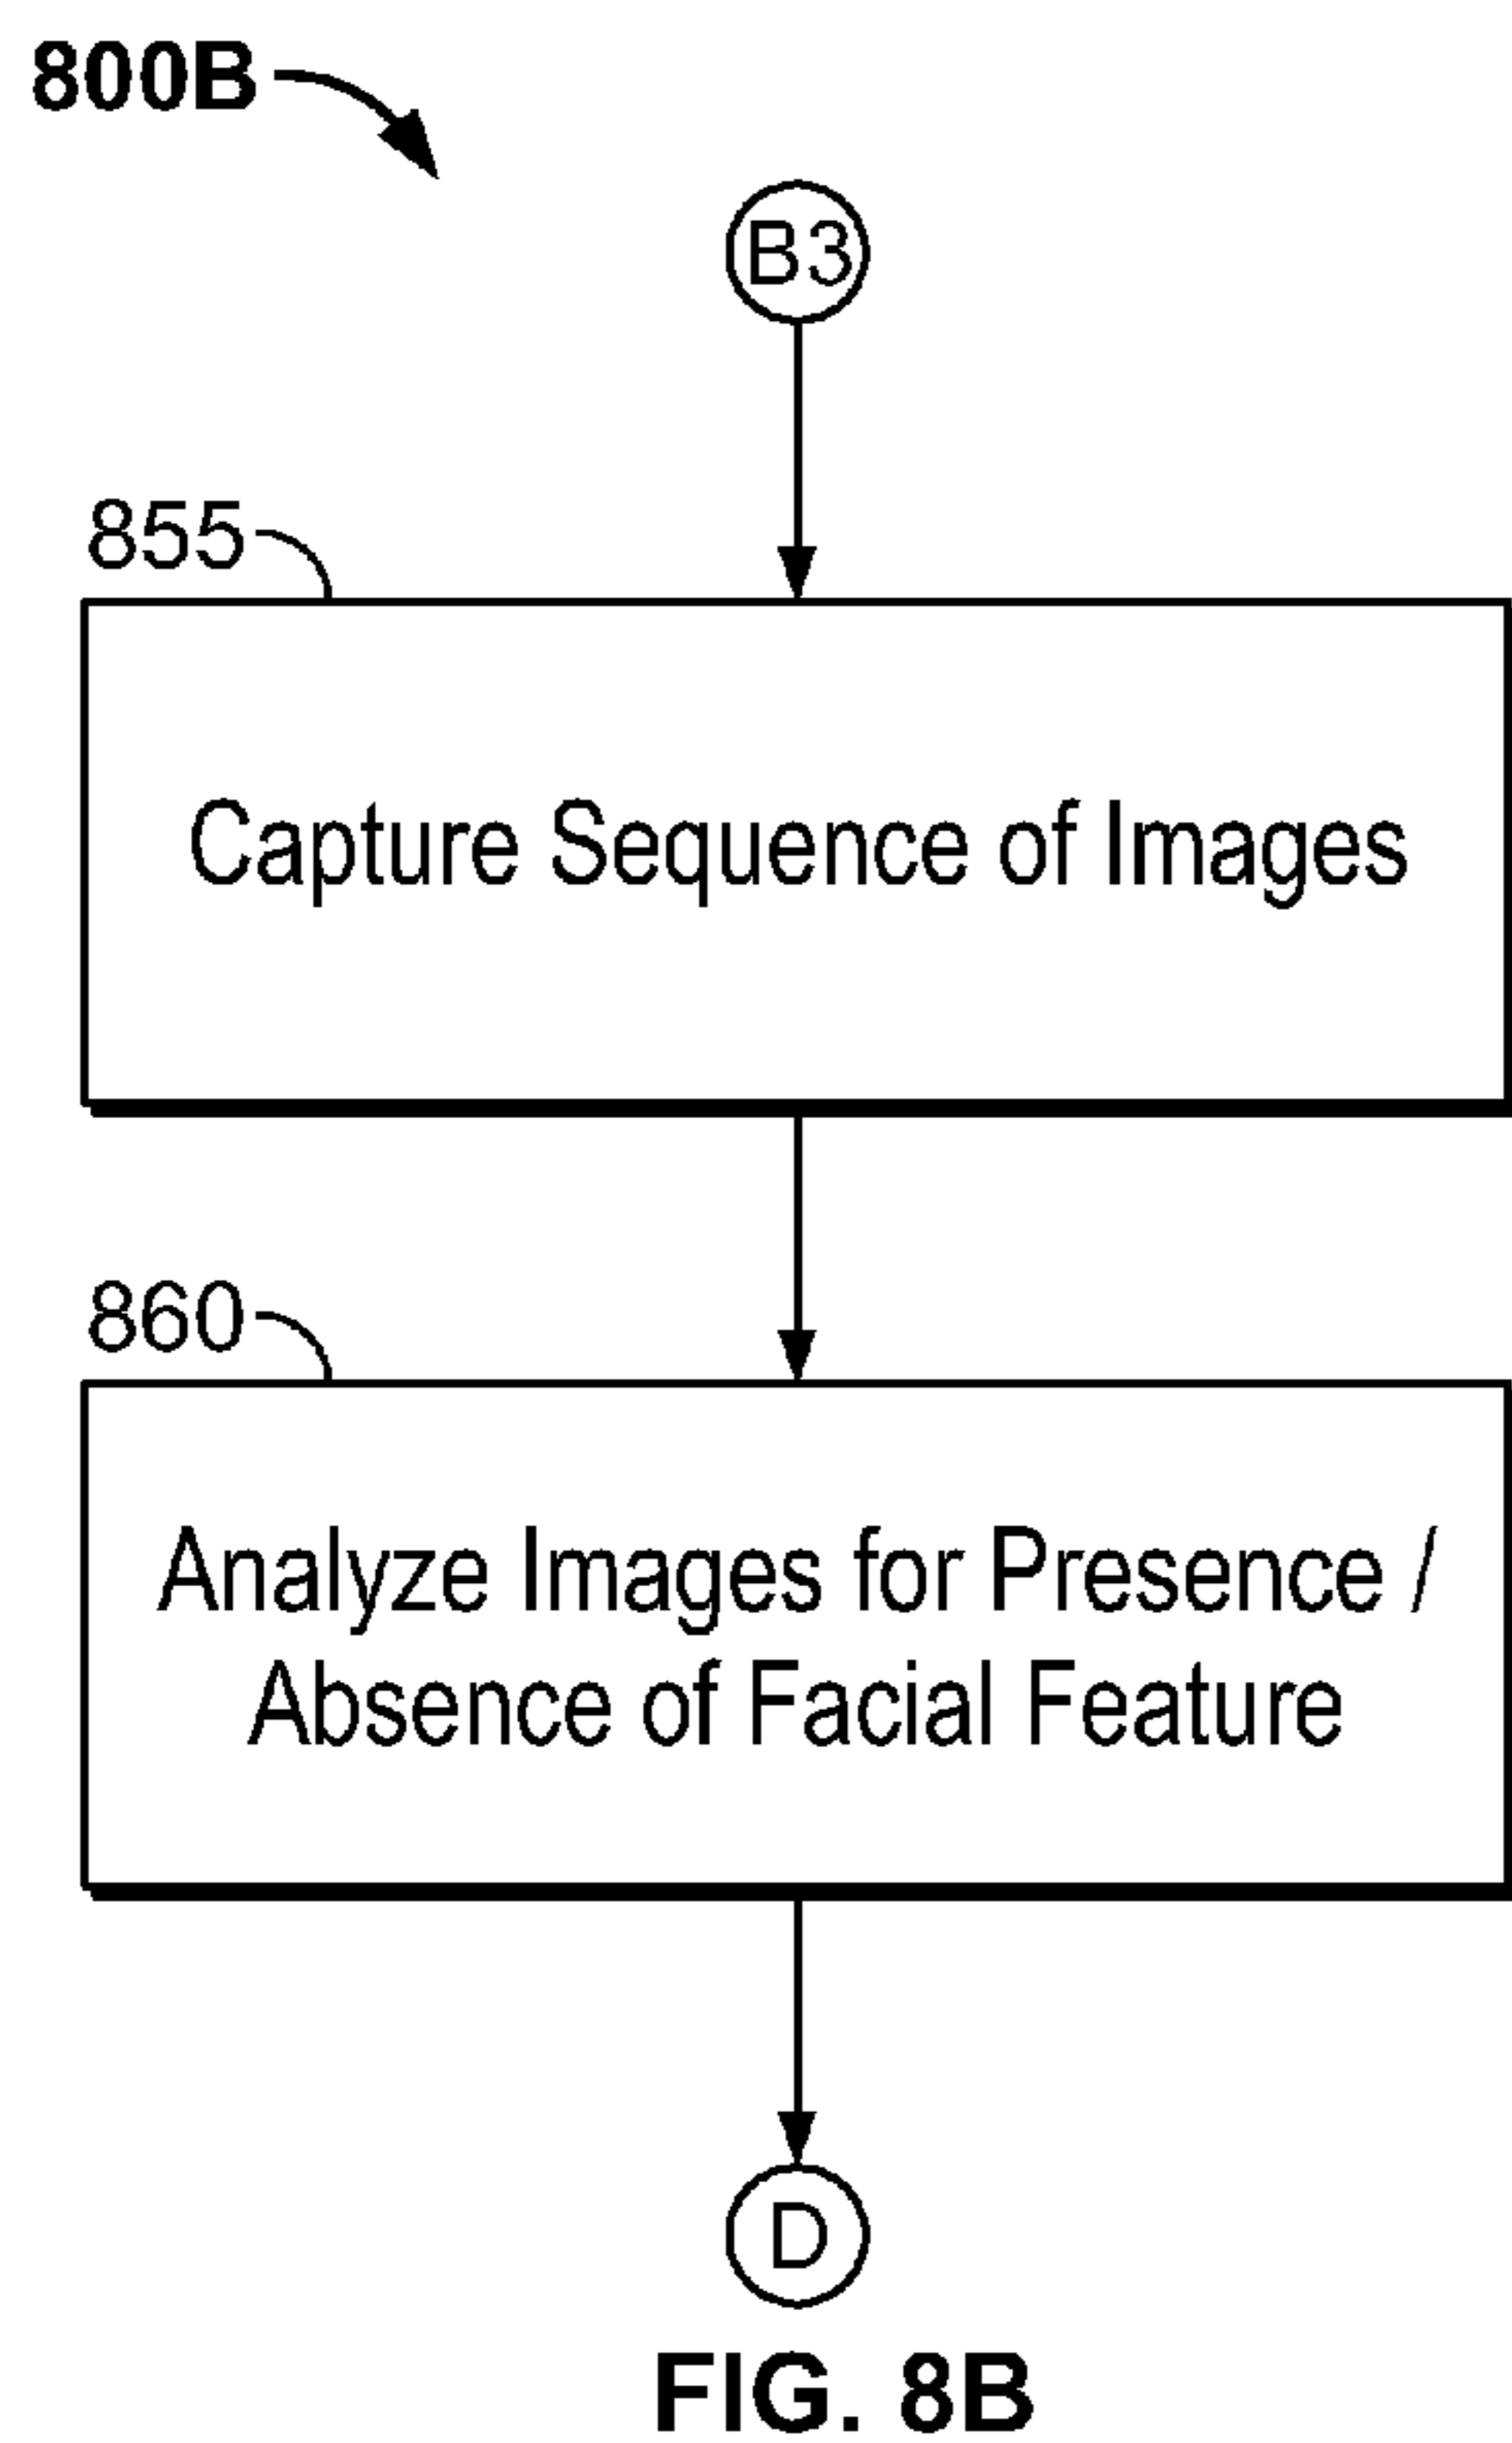 800B
B3
855
Capture Sequence of Images
860
Analyze Images for Presence /
Absence of Facial Feature
D
FIG. 8B